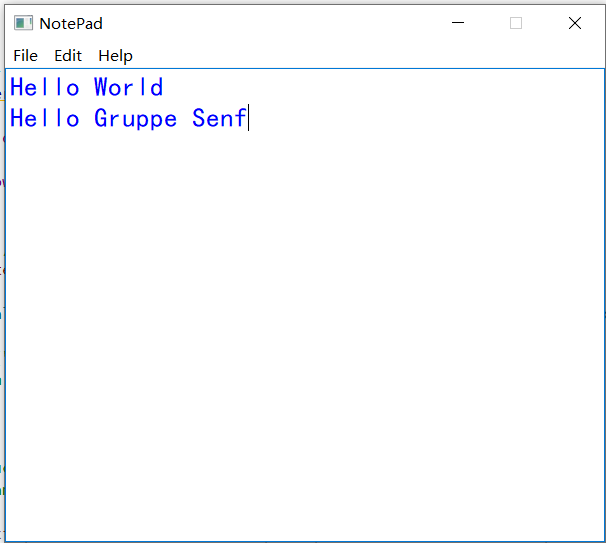 NotePad
File Edit Help
Hello World
Hello Gruppe Senf